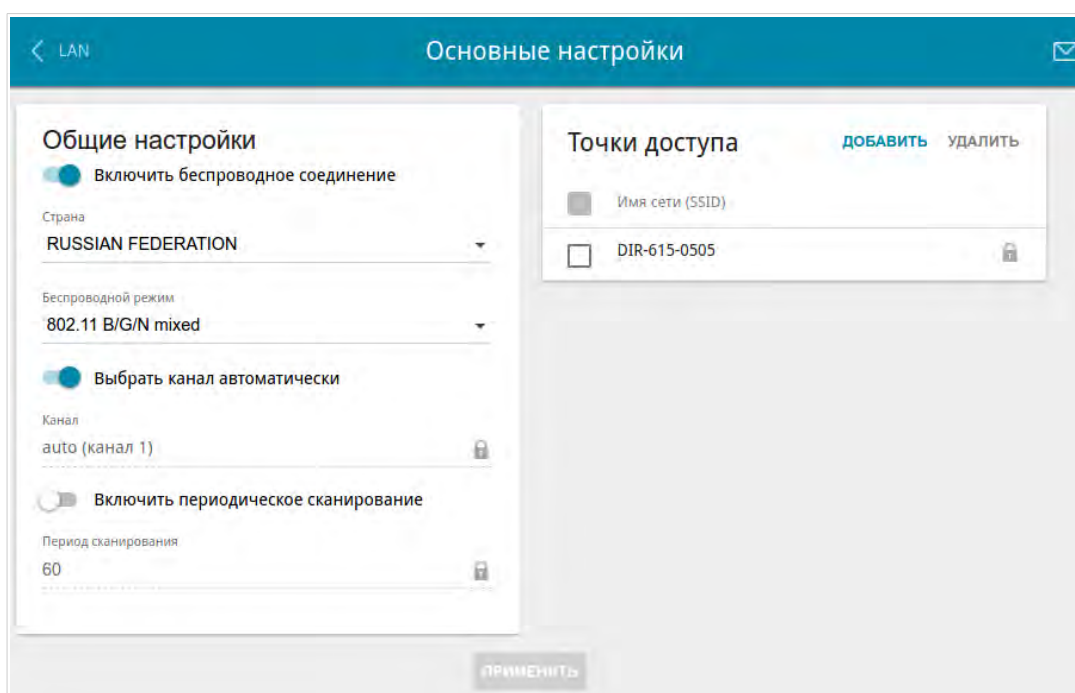 LAN
Основные настройки
Общие настройки
Включить беспроводное соединение
Страна
RUSSIAN FEDERATION
Беспроводной режим
802.11 B/G/N mixed
Выбрать канал автоматически
Канал
auto (канал 1)
Включить периодическое сканирование
Период сканирования
60
Точки доступа
ДОБАВИТЬ УДАЛИТЬ
Имя сети (SSID)
DIR-615-0505
ПРИМЕНИТЬ